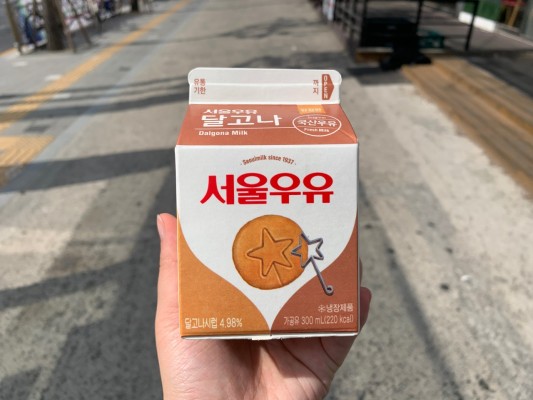 유통
기한
까
지
OPEN
서울우유
달고나
Dalgona Milk
국산우유
Fresh Milk
Seoulmilk since 1937
서울우유
달고나시럽 4.98%
냉장제품
가공유 300 mL(220 kcal)